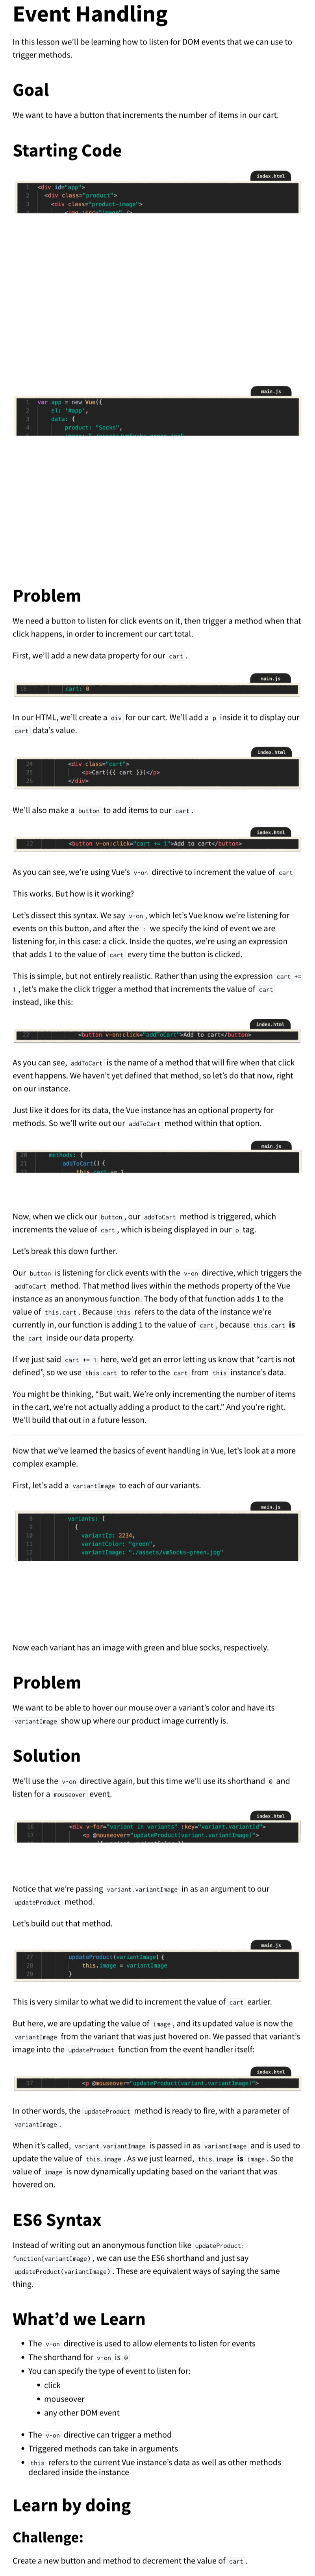 Event Handling
In this lesson we'll be learning how to listen for DOM events that we can use to
trigger methods.
Goal
We want to have a button that increments the number of items in our cart.
Starting Code
index.html
1 <div id="app">
2 <div class="product">
3 <div class="product-image">
<img :src="image" />
main.js
1 var app = new Vue({
2 el: '#app',
3 data: {
4 product: "Socks",
Problem
We need a button to listen for click events on it, then trigger a method when that
click happens, in order to increment our cart total.
First, we'll add a new data property for our cart .
main.js
18 cart: 0
In our HTML, we'll create a div for our cart. We'll add a p inside it to display our
cart data's value.
index.html
24 <div class="cart">
25 <p>Cart({{ cart }})</p>
26 </div>
We'll also make a button to add items to our cart .
index.html
22 <button v-on:click="cart += 1">Add to cart</button>
As you can see, we're using Vue's v-on directive to increment the value of cart
This works. But how is it working?
Let's dissect this syntax. We say v-on , which let's Vue know we're listening for
events on this button, and after the : we specify the kind of event we are
listening for, in this case: a click. Inside the quotes, we're using an expression
that adds 1 to the value of cart every time the button is clicked.
This is simple, but not entirely realistic. Rather than using the expression cart +=
1 , let's make the click trigger a method that increments the value of cart
instead, like this:
index.html
<button v-on:click="addToCart">Add to cart</button>
As you can see, addToCart is the name of a method that will fire when that click
event happens. We haven't yet defined that method, so let's do that now, right
on our instance.
Just like it does for its data, the Vue instance has an optional property for
methods. So we'll write out our addToCart method within that option.
main.js
20 methods: {
21 addToCart() {
this.cart += 1
Now, when we click our button , our addToCart method is triggered, which
increments the value of cart , which is being displayed in our p tag.
Let's break this down further.
Our button is listening for click events with the v-on directive, which triggers the
addToCart method. That method lives within the methods property of the Vue
instance as an anonymous function. The body of that function adds 1 to the
value of this.cart . Because this refers to the data of the instance we're
currently in, our function is adding 1 to the value of cart , because this.cart is
the cart inside our data property.
If we just said cart += 1 here, we'd get an error letting us know that "cart is not
defined", so we use this.cart to refer to the cart from this instance's data.
You might be thinking, "But wait. We're only incrementing the number of items
in the cart, we're not actually adding a product to the cart." And you're right.
We'll build that out in a future lesson.
Now that we've learned the basics of event handling in Vue, let's look at a more
complex example.
First, let's add a variantImage to each of our variants.
main.js
8 variants: [
9 {
10 variantId: 2234,
11 variantColor: "green",
12 variantImage: "./assets/vmSocks-green.jpg"
Now each variant has an image with green and blue socks, respectively.
Problem
We want to be able to hover our mouse over a variant's color and have its
variantImage show up where our product image currently is.
Solution
We'll use the v-on directive again, but this time we'll use its shorthand @ and
listen for a mouseover event.
index.html
16 <div v-for="variant in variants" :key="variant.variantId">
17 <p @mouseover="updateProduct(variant.variantImage)">
Notice that we're passing variant.variantImage in as an argument to our
updateProduct method.
Let's build out that method.
main.js
27 updateProduct(variantImage) {
28 this.image = variantImage
29 }
This is very similar to what we did to increment the value of cart earlier.
But here, we are updating the value of image , and its updated value is now the
variantImage from the variant that was just hovered on. We passed that variant's
image into the updateProduct function from the event handler itself:
index.html
17 <p @mouseover="updateProduct(variant.variantImage)">
In other words, the updateProduct method is ready to fire, with a parameter of
variantImage .
When it's called, variant.variantImage is passed in as variantImage and is used to
update the value of this.image . As we just learned, this.image is image . So the
value of image is now dynamically updating based on the variant that was
hovered on.
ES6 Syntax
Instead of writing out an anonymous function like updateProduct:
function(variantImage) , we can use the ES6 shorthand and just say
updateProduct(variantImage) . These are equivalent ways of saying the same
thing.
What'd we Learn
• The v-on directive is used to allow elements to listen for events
• The shorthand for v-on is @
• You can specify the type of event to listen for:
• click
• mouseover
• any other DOM event
• The v-on directive can trigger a method
• Triggered methods can take in arguments
• this refers to the current Vue instance's data as well as other methods
declared inside the instance
Learn by doing
Challenge:
Create a new button and method to decrement the value of cart .